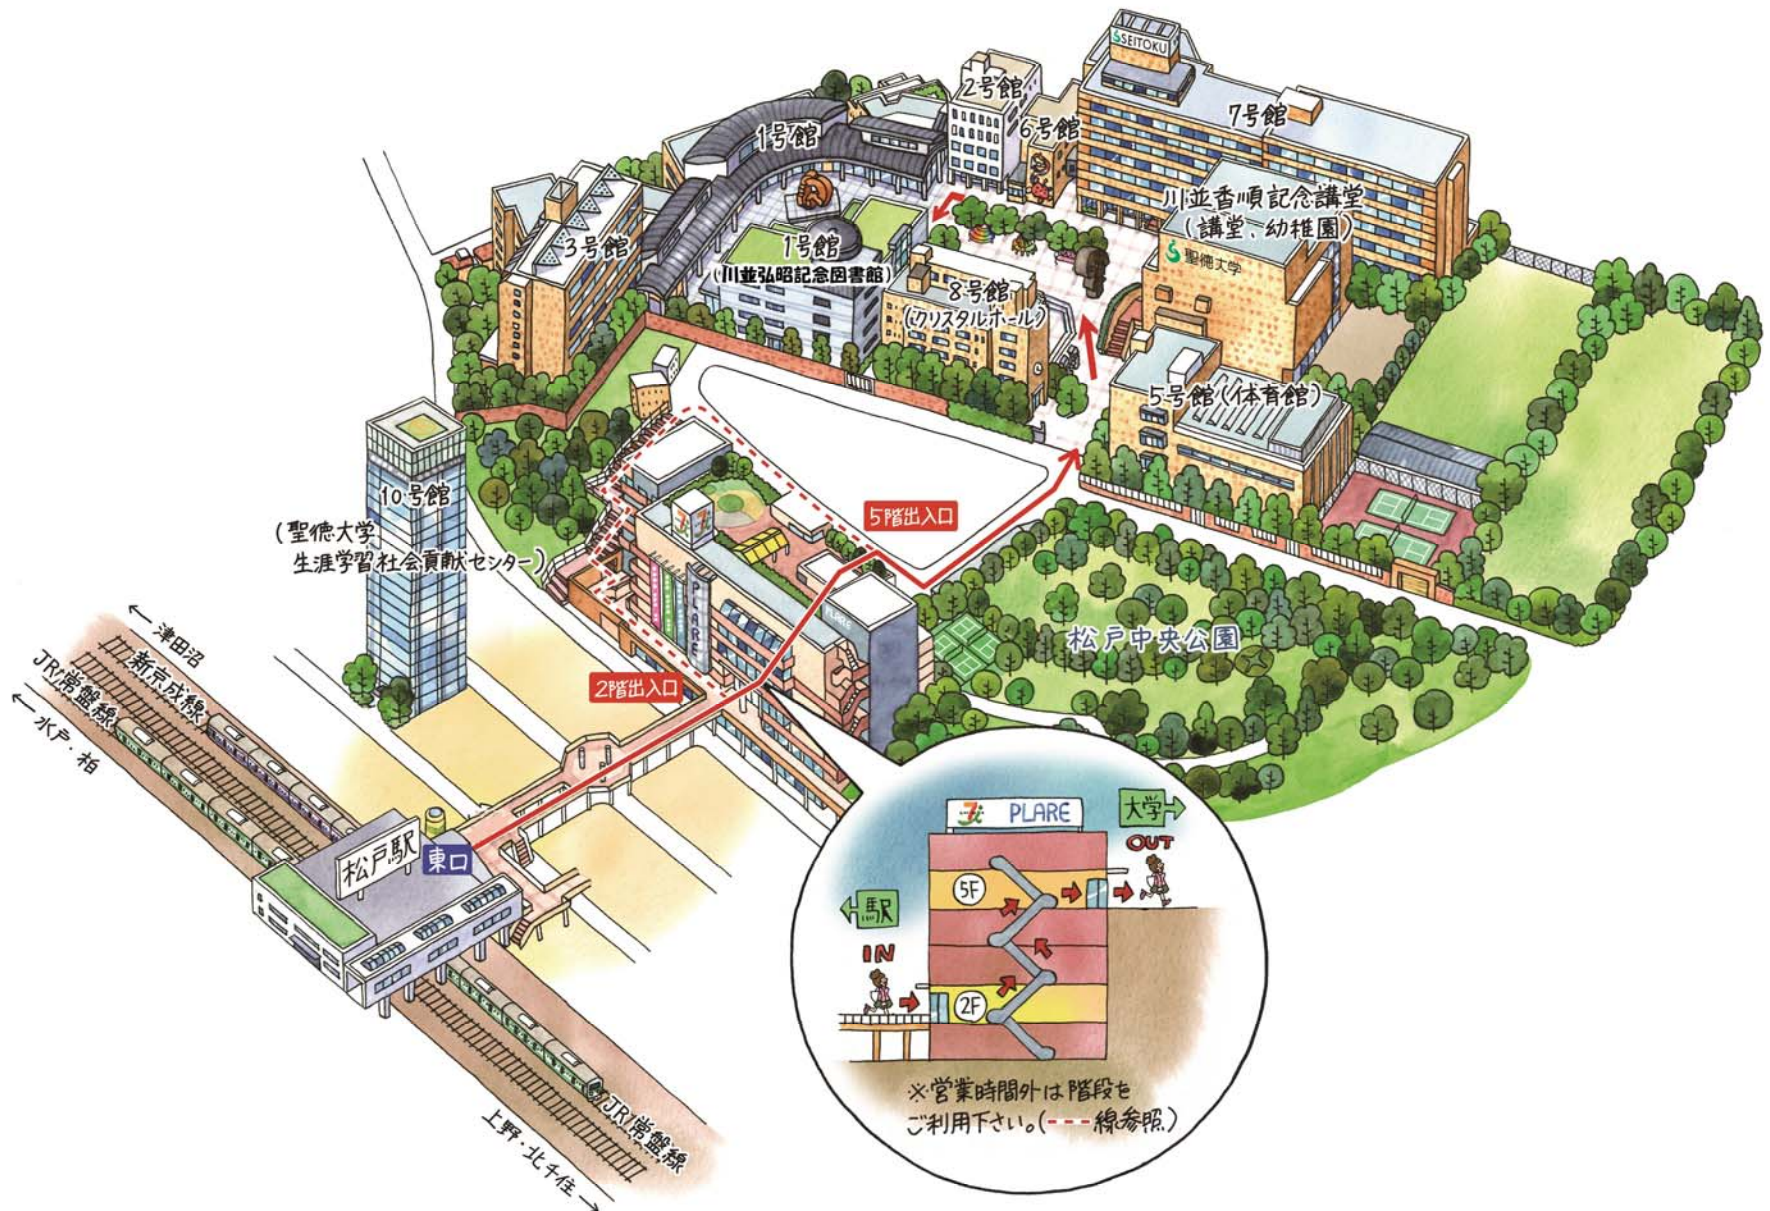 SEITOKU
2号館
6号館
7号館
1号館
川並香順記念講堂
(講堂、幼稚園)
聖徳大学
3号館
1号館
(川並弘昭記念図書館)
8号館
(クリスタルホール)
5号館(体育館)
10号館
(聖徳大学
生涯学習社会貢献センター)
5階出入口
PLARE
PLARE
松戸中央公園
2階出入口
←津田沼
新京成線
JR常盤線
←水戸・柏
松戸駅
東口
JR常盤線
上野・北千住→
PLARE
大学
OUT
5F
駅
IN
2F
※営業時間外は階段を
ご利用下さい。(----線参照)